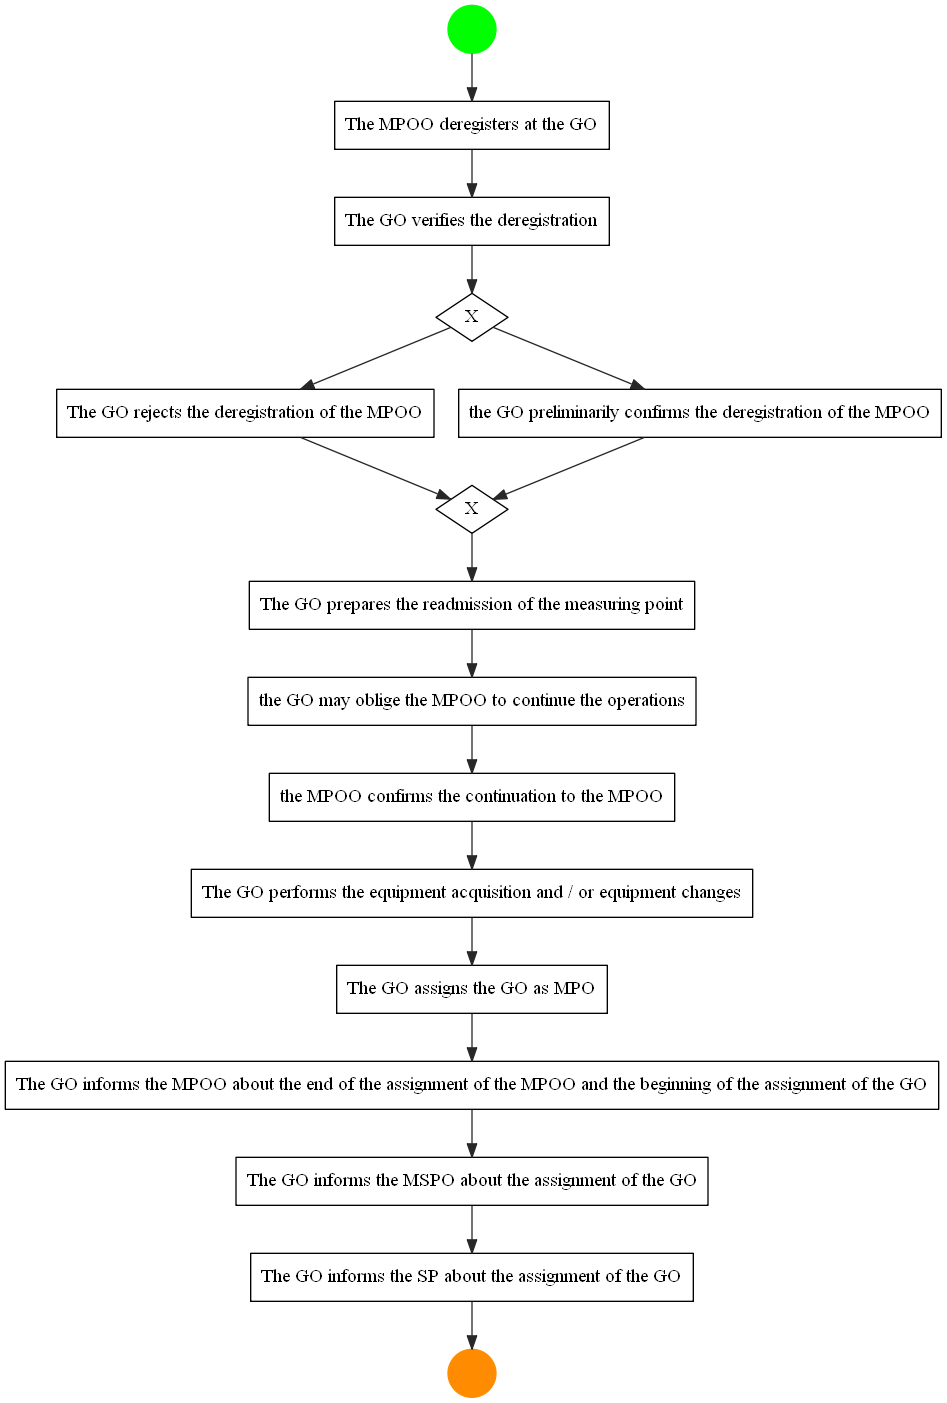 The MPOO deregisters at the GO
The GO verifies the deregistration
X
The GO rejects the deregistration of the MPOO
the GO preliminarily confirms the deregistration of the MPOO
X
The GO prepares the readmission of the measuring point
the GO may oblige the MPOO to continue the operations
the MPOO confirms the continuation to the MPOO
The GO performs the equipment acquisition and / or equipment changes
The GO assigns the GO as MPO
The GO informs the MPOO about the end of the assignment of the MPOO and the beginning of the assignment of the GO
The GO informs the MSPO about the assignment of the GO
The GO informs the SP about the assignment of the GO